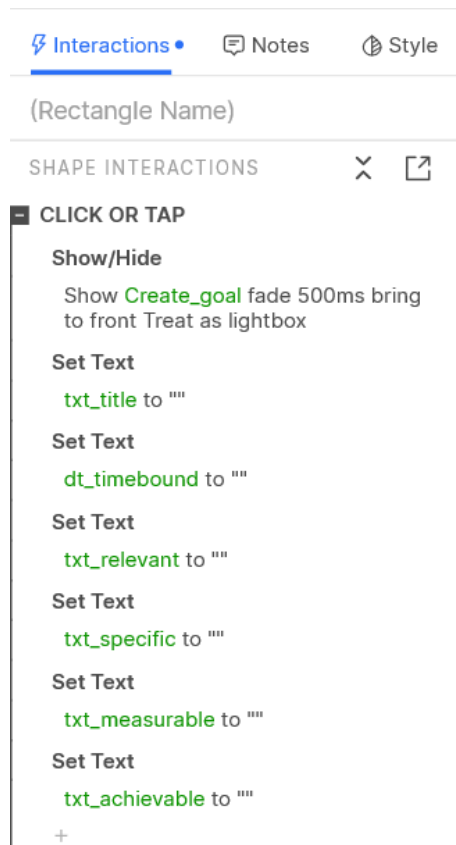 Interactions
Notes
Style
(Rectangle Name)
SHAPE INTERACTIONS
CLICK OR TAP
Show/Hide
Show Create_goal fade 500ms bring
to front Treat as lightbox
Set Text
txt_title to ""
Set Text
dt_timebound to ""
Set Text
txt_relevant to ""
Set Text
txt_specific to ""
Set Text
txt_measurable to ""
Set Text
txt_achievable to ""
+